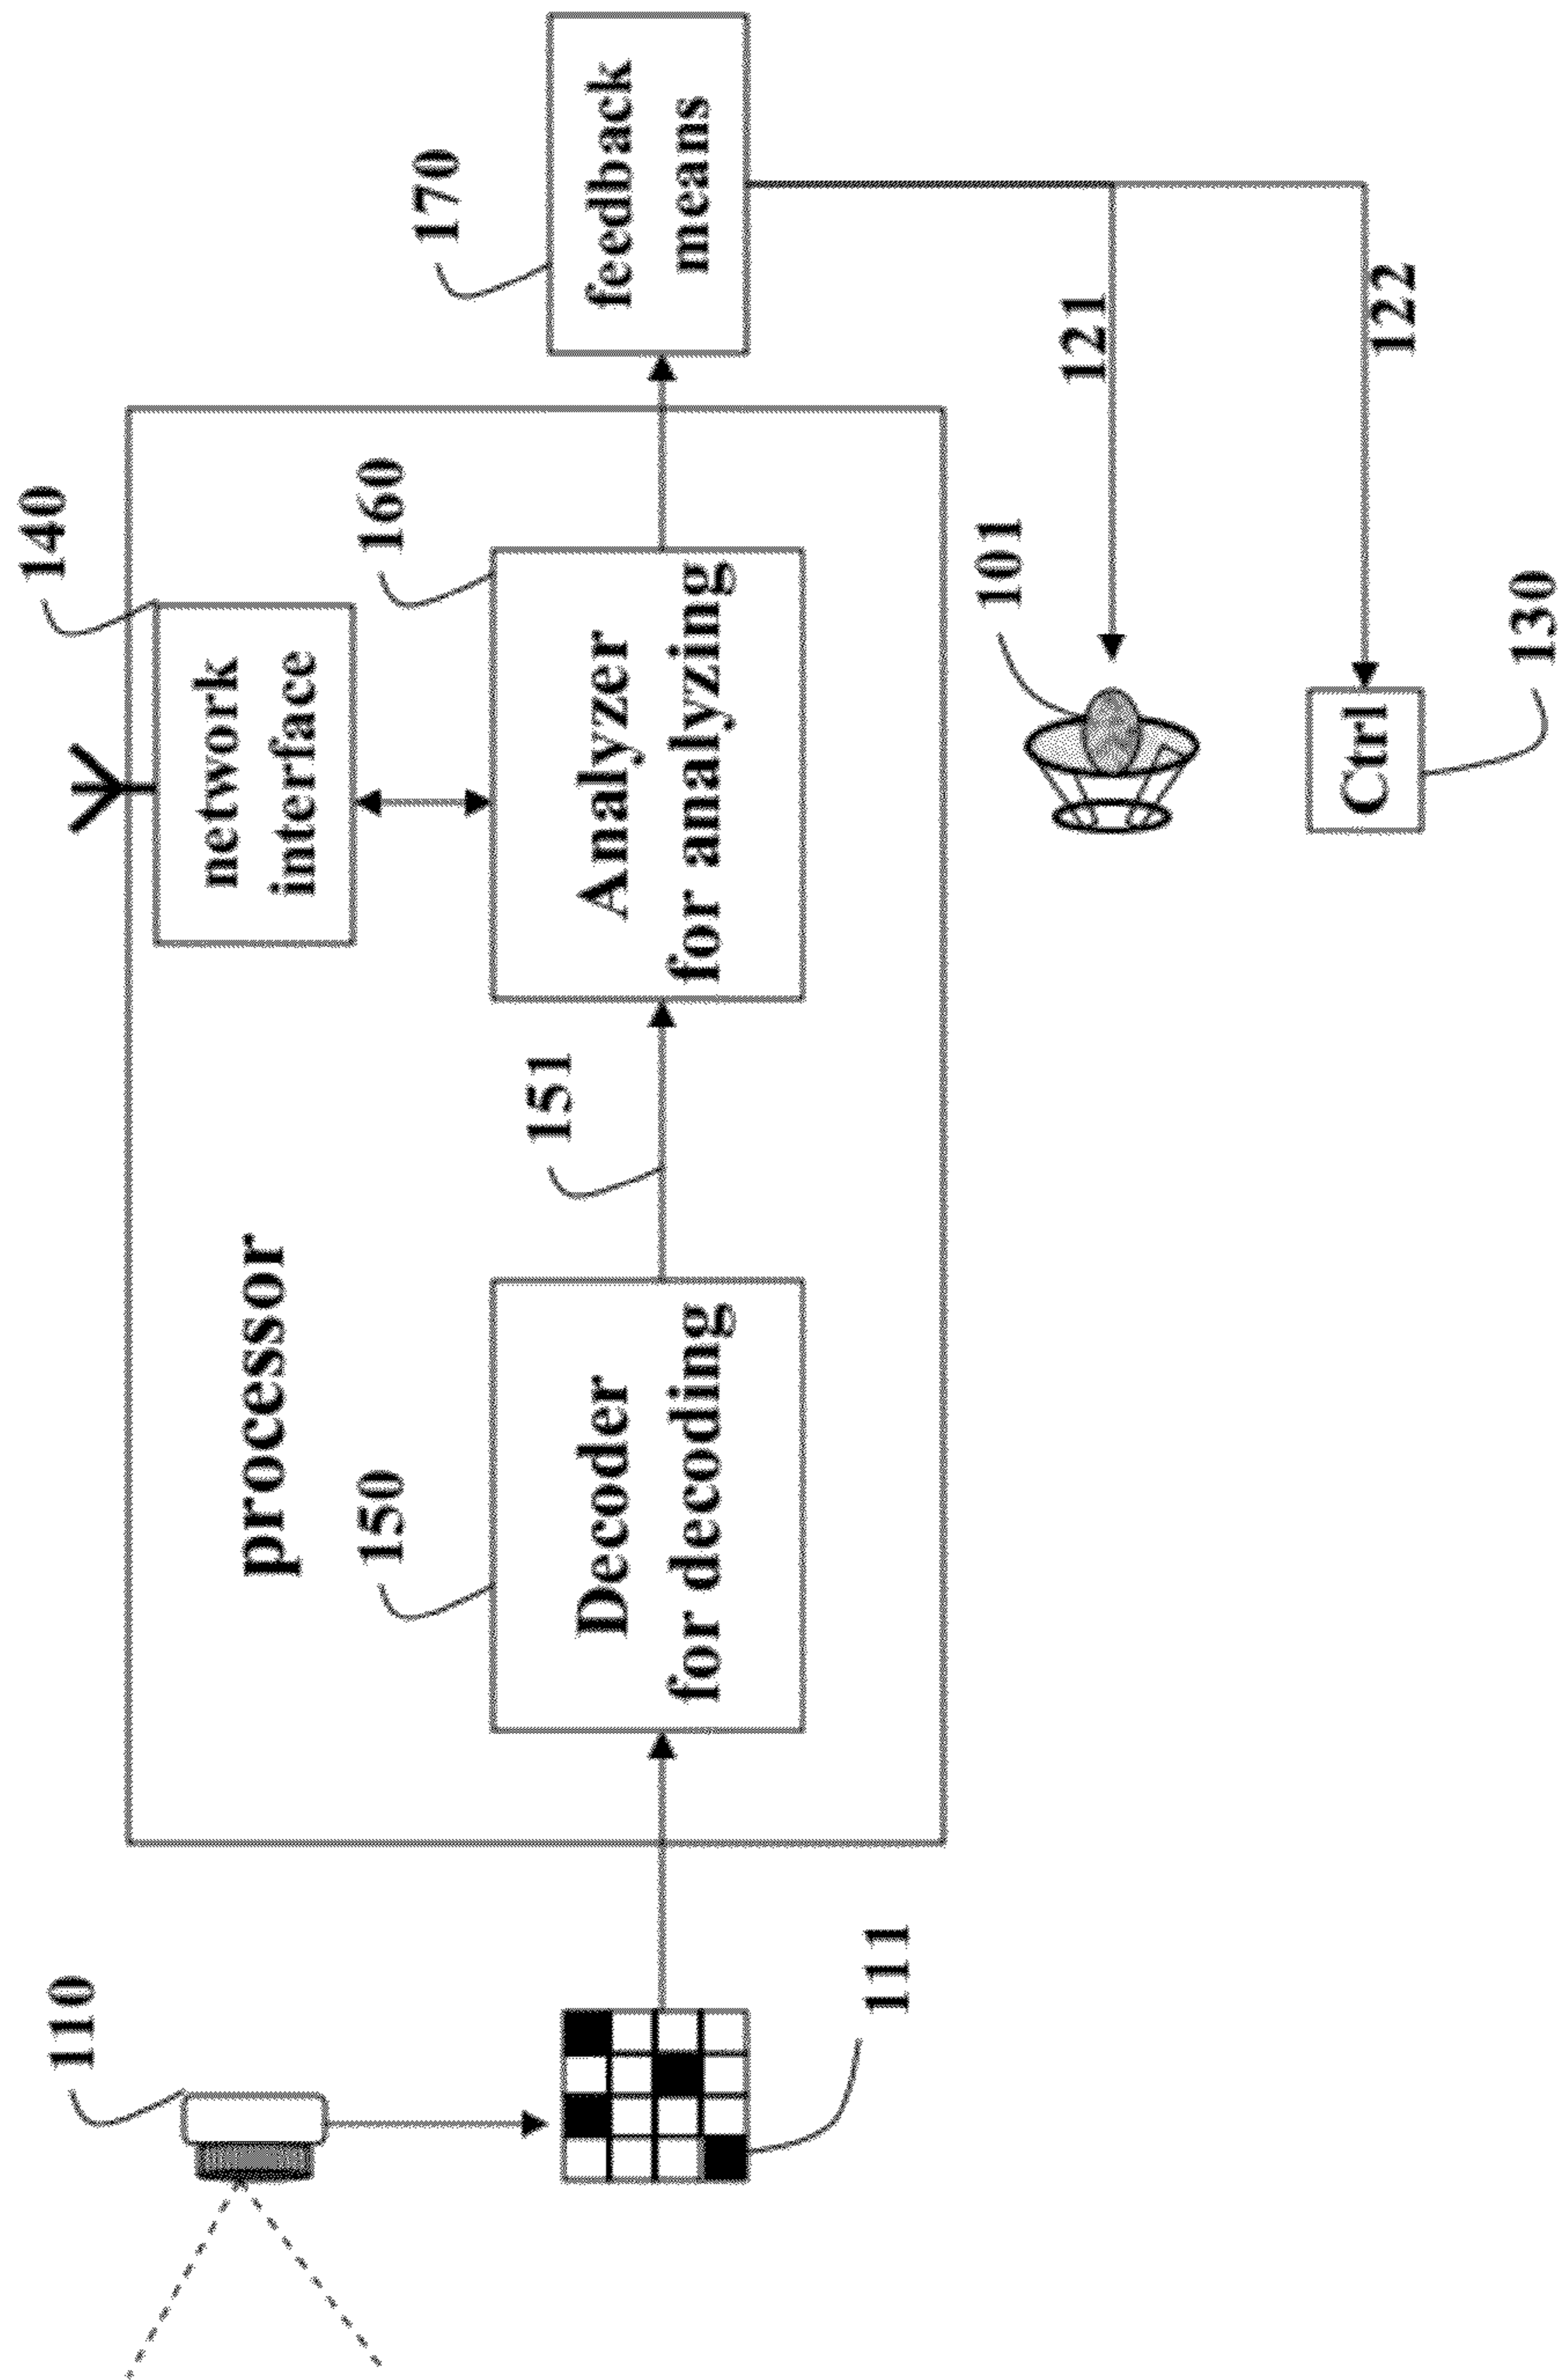 110
111
processor
150
Decoder
for decoding
151
140
network
interface
160
Analyzer
for analyzing
170
feedback
means
101
121
122
Ctrl
130